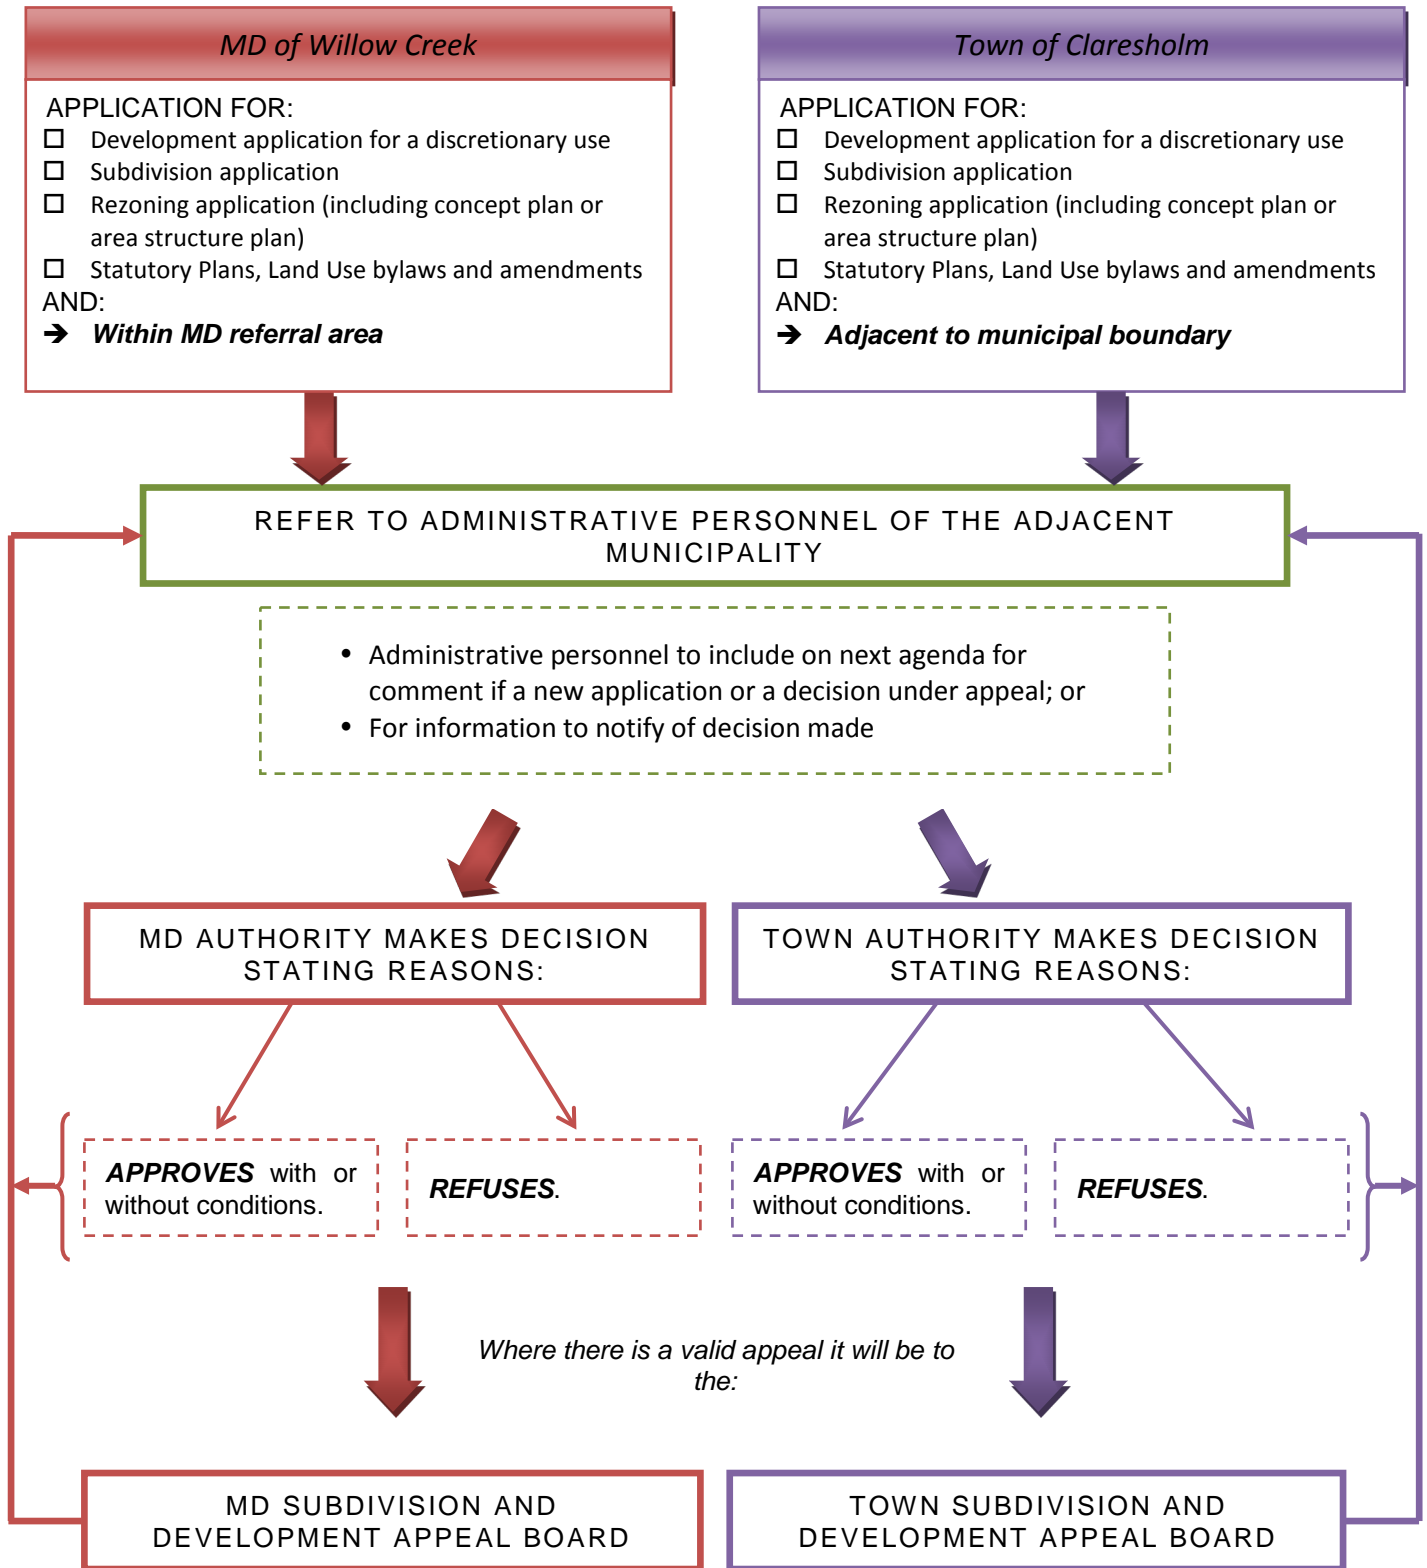 MD of Willow Creek
APPLICATION FOR:
☐ Development application for a discretionary use
☐ Subdivision application
☐ Rezoning application (including concept plan or
area structure plan)
☐ Statutory Plans, Land Use bylaws and amendments
AND:
➔ Within MD referral area
Town of Claresholm
APPLICATION FOR:
☐ Development application for a discretionary use
☐ Subdivision application
☐ Rezoning application (including concept plan or
area structure plan)
☐ Statutory Plans, Land Use bylaws and amendments
AND:
➔ Adjacent to municipal boundary
REFER TO ADMINISTRATIVE PERSONNEL OF THE ADJACENT
MUNICIPALITY
• Administrative personnel to include on next agenda for
comment if a new application or a decision under appeal; or
• For information to notify of decision made
MD AUTHORITY MAKES DECISION
STATING REASONS:
TOWN AUTHORITY MAKES DECISION
STATING REASONS:
APPROVES with or
without conditions.
REFUSES.
APPROVES with or
without conditions.
REFUSES.
Where there is a valid appeal it will be to
the:
MD SUBDIVISION AND
DEVELOPMENT APPEAL BOARD
TOWN SUBDIVISION AND
DEVELOPMENT APPEAL BOARD